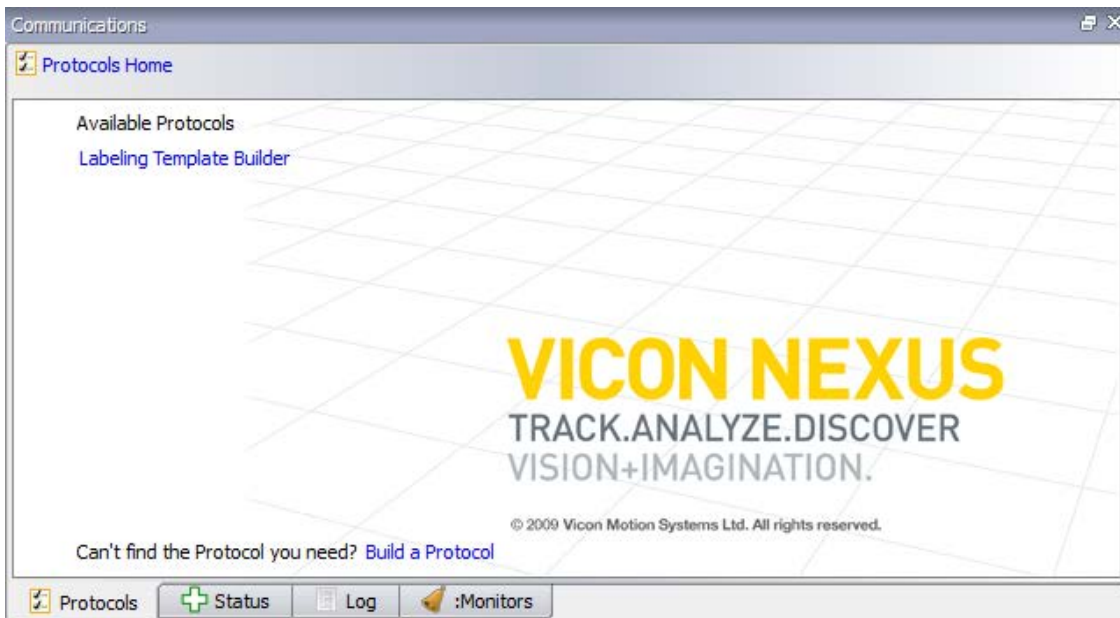 Communications
Protocols Home
Available Protocols
Labeling Template Builder
VICON NEXUS
TRACK.ANALYZE.DISCOVER
VISION+IMAGINATION.
© 2009 Vicon Motion Systems Ltd. All rights reserved.
Can't find the Protocol you need? Build a Protocol
Protocols Status Log :Monitors